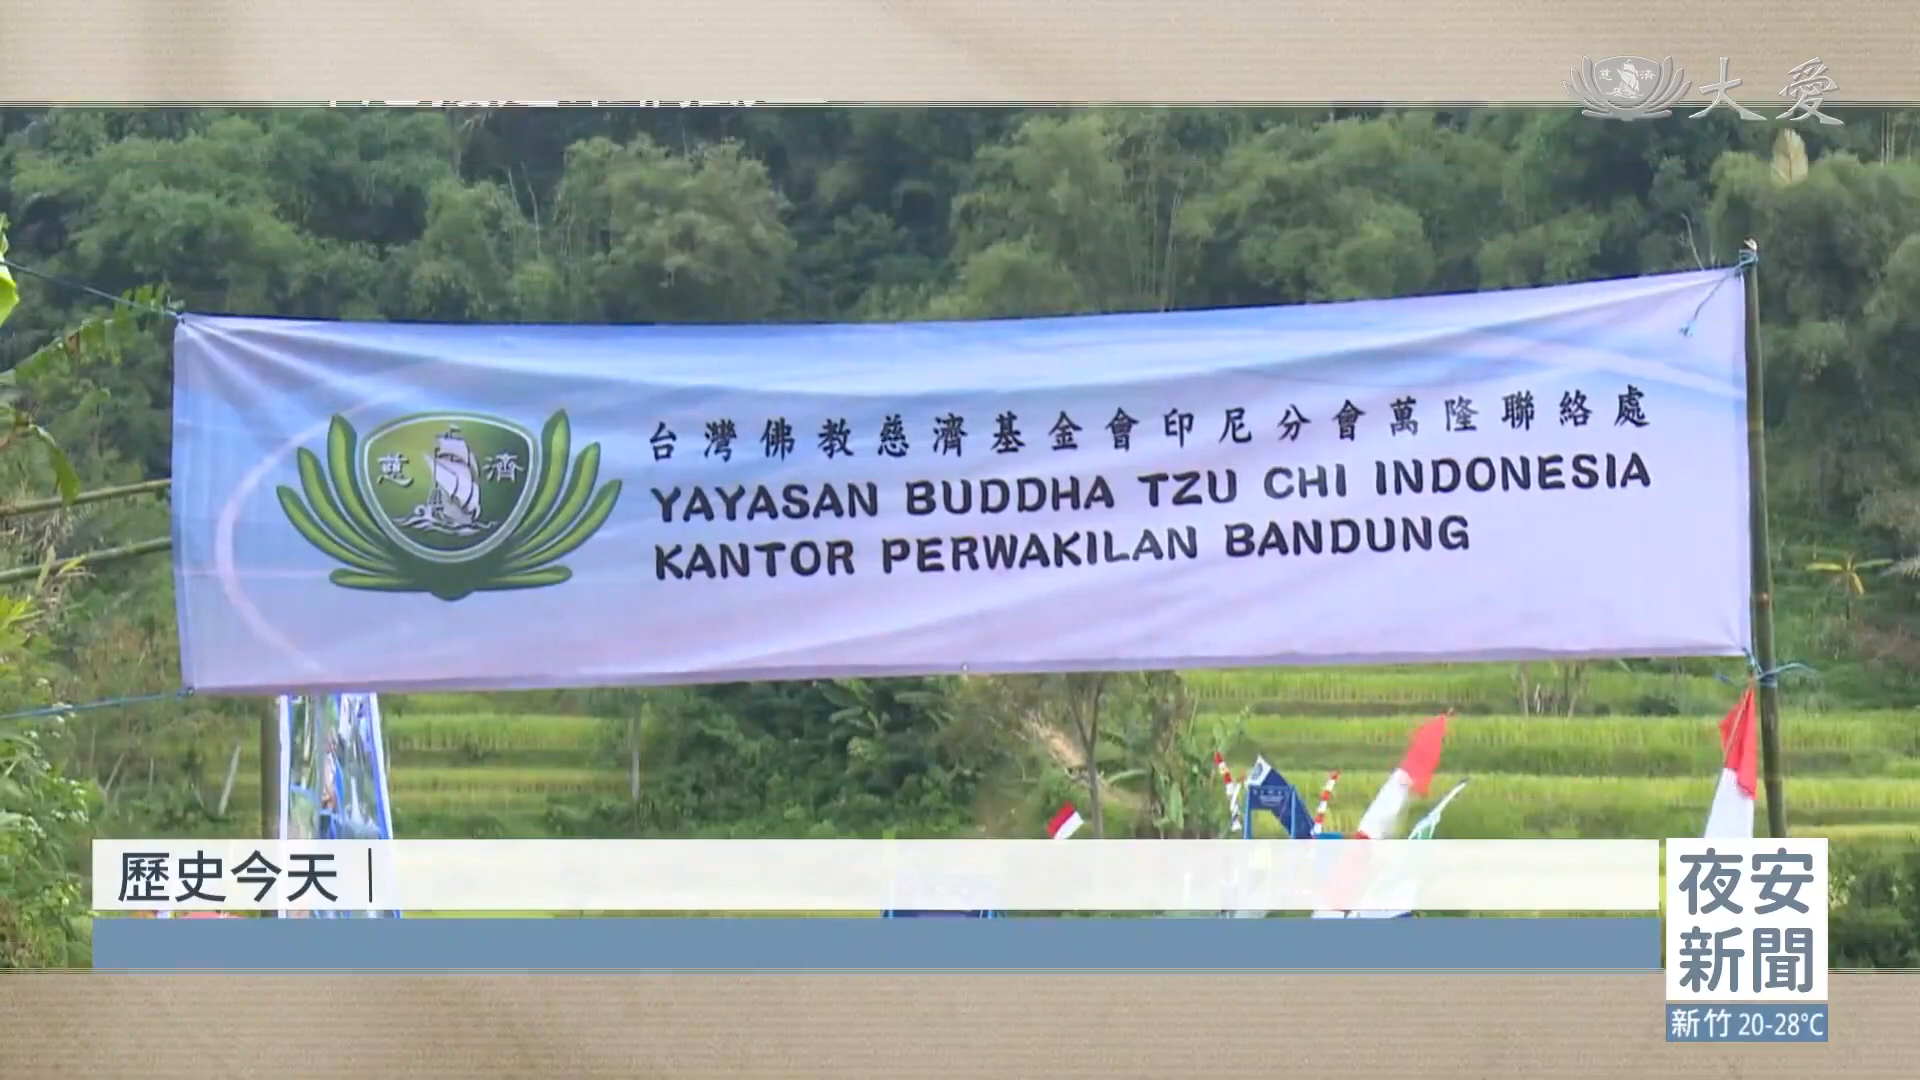 慈濟 大愛
慈 濟
台灣佛教慈濟基金會印尼分會萬隆聯絡處
YAYASAN BUDDHA TZU CHI INDONESIA
KANTOR PERWAKILAN BANDUNG
歷史今天
夜安
新聞
新竹 20-28°C